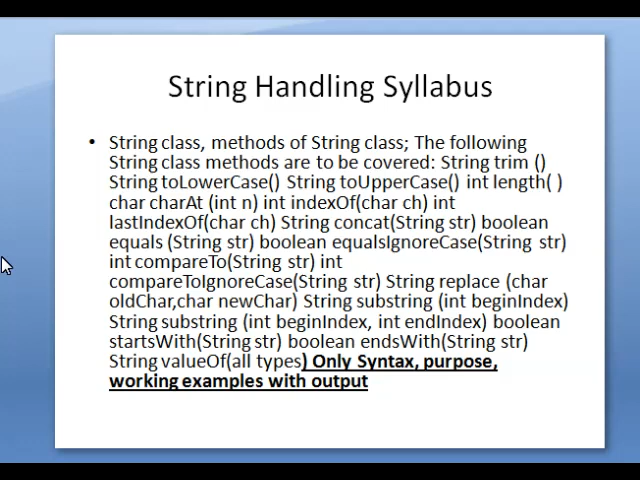 String Handling Syllabus
• String class, methods of String class; The following
String class methods are to be covered: String trim ()
String toLowerCase() String toUpperCase() int length( )
char charAt (int n) int indexOf(char ch) int
lastIndexOf(char ch) String concat(String str) boolean
equals (String str) boolean equalsIgnoreCase(String str)
int compareTo(String str) int
compareToIgnoreCase(String str) String replace (char
oldChar,char newChar) String substring (int beginIndex)
String substring (int beginIndex, int endIndex) boolean
startsWith(String str) boolean endsWith(String str)
String valueOf(all types) Only Syntax, purpose,
working examples with output